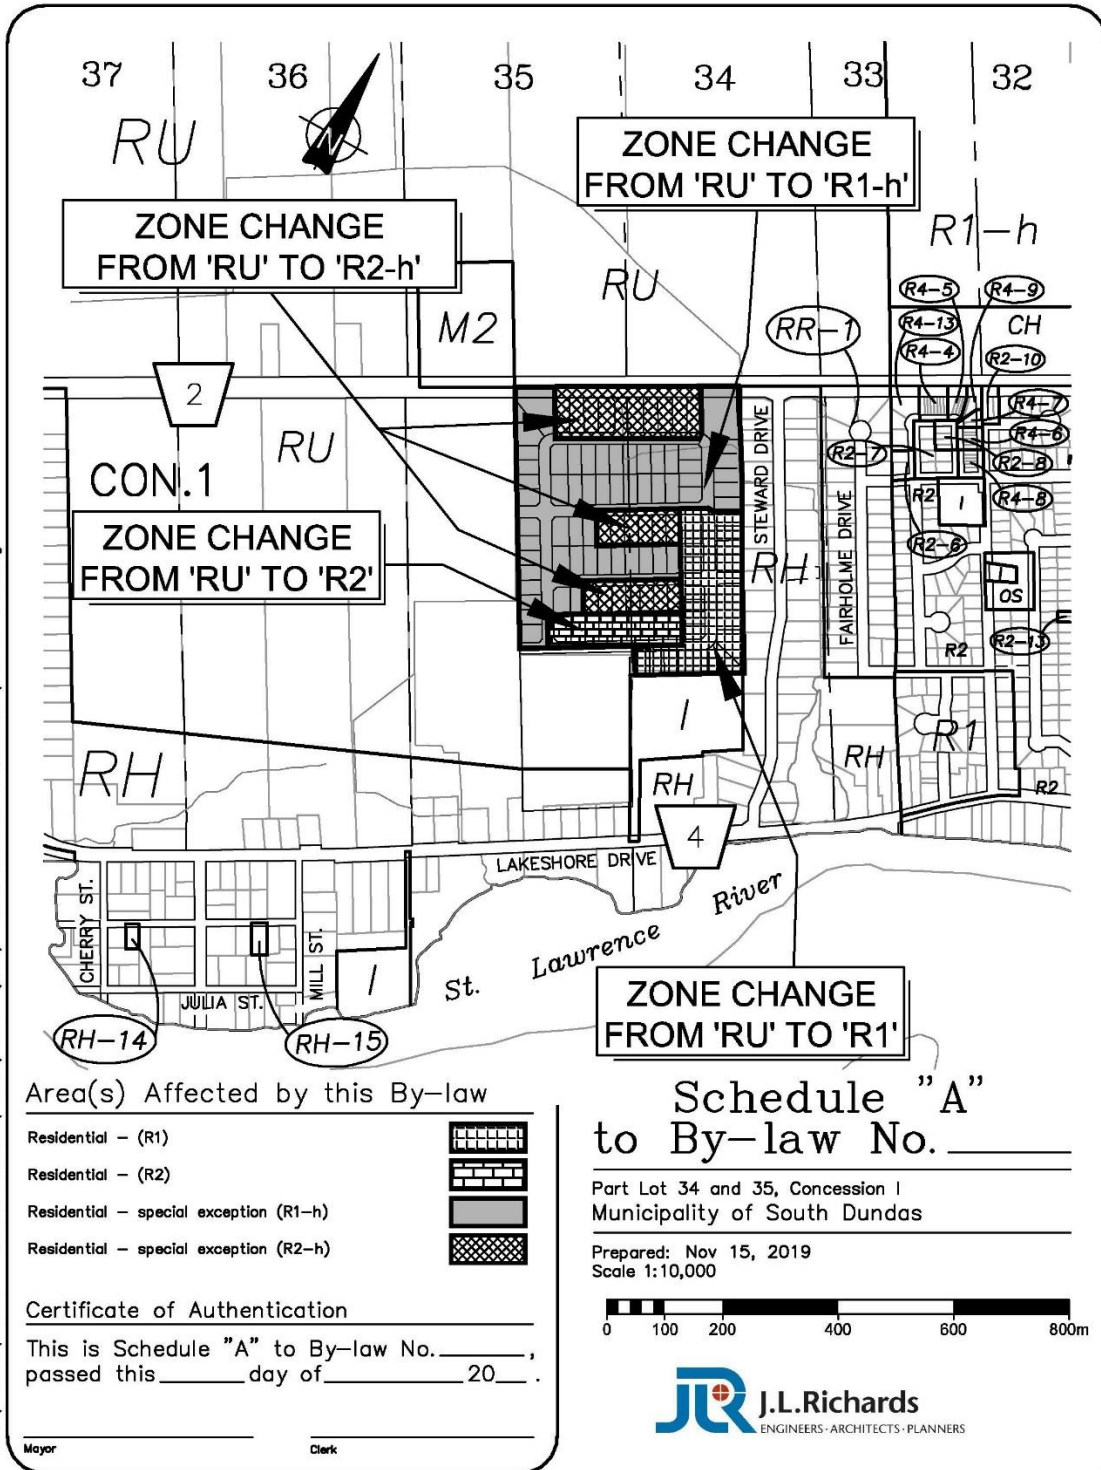 37
36
35
34
33
32
RU
N
ZONE CHANGE
FROM 'RU' TO 'R1-h'
ZONE CHANGE
FROM 'RU' TO 'R2-h'
R1-h
RU
M2
RR-1
R4-5
R4-9
R4-13
CH
R4-4
R2-10
2
R4-7
R4-6
R2-7
R2-8
RU
CON.1
R4-8
R2
I
STEWARD DRIVE
FAIRHOLME DRIVE
ZONE CHANGE
FROM 'RU' TO 'R2'
R2-6
RH
I
OS
R2-13
R2
I
R1
RH
RH
RH
R2
4
LAKESHORE DRIVE
St. Lawrence River
CHERRY ST.
MILL ST.
JULIA ST.
I
RH-14
RH-15
ZONE CHANGE
FROM 'RU' TO 'R1'
Area(s) Affected by this By-law
Residential - (R1)
Residential - (R2)
Residential - special exception (R1-h)
Residential - special exception (R2-h)
Certificate of Authentication
This is Schedule "A" to By-law No.________,
passed this________day of_____________20___.
Mayor
Clerk
Schedule "A"
to By-law No.________
Part Lot 34 and 35, Concession I
Municipality of South Dundas
Prepared: Nov 15, 2019
Scale 1:10,000
0 100 200 400 600 800m
JLR
J.L.Richards
ENGINEERS·ARCHITECTS·PLANNERS